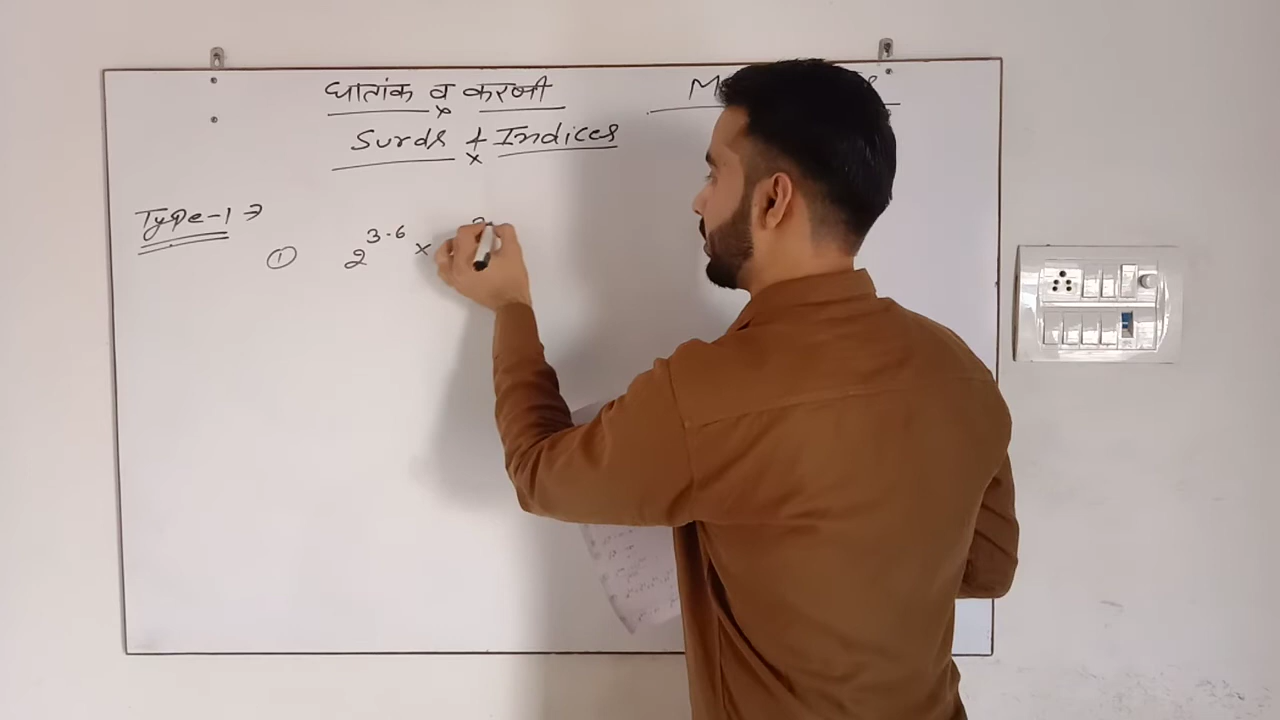 घातांक व करणी
Surds & Indices
Type-1 →
① 2^3.6 ×